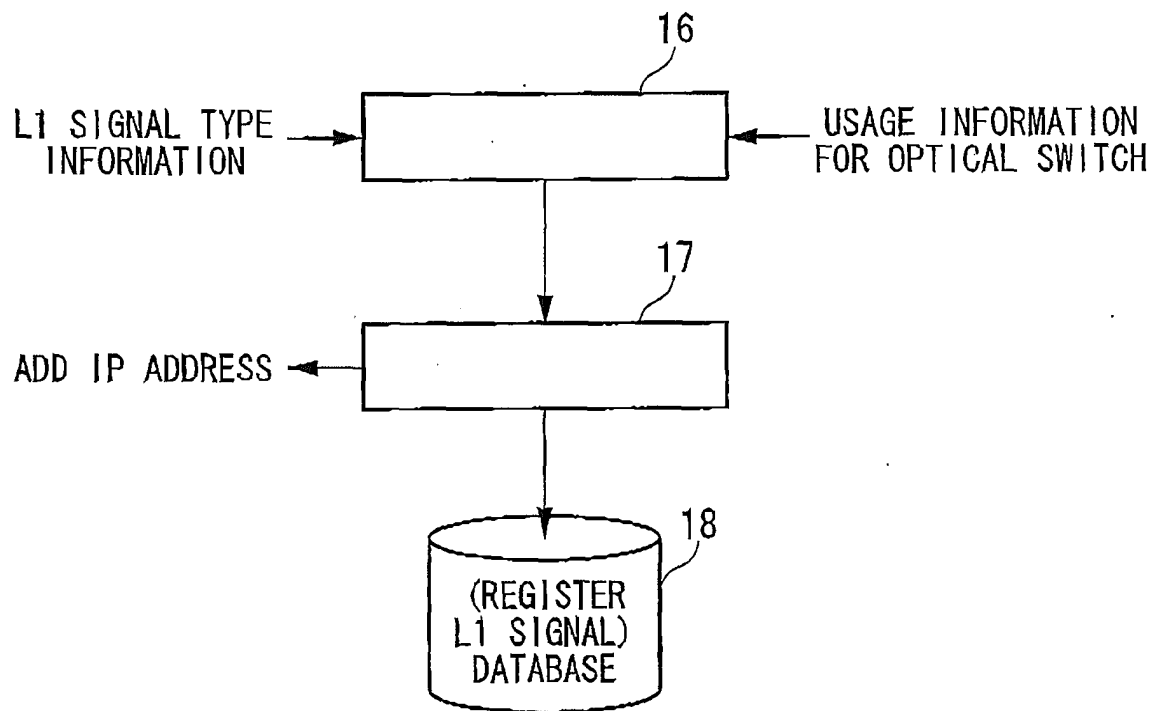 16
L1 SIGNAL TYPE
INFORMATION
USAGE INFORMATION
FOR OPTICAL SWITCH
17
ADD IP ADDRESS
18
(REGISTER
L1 SIGNAL)
DATABASE